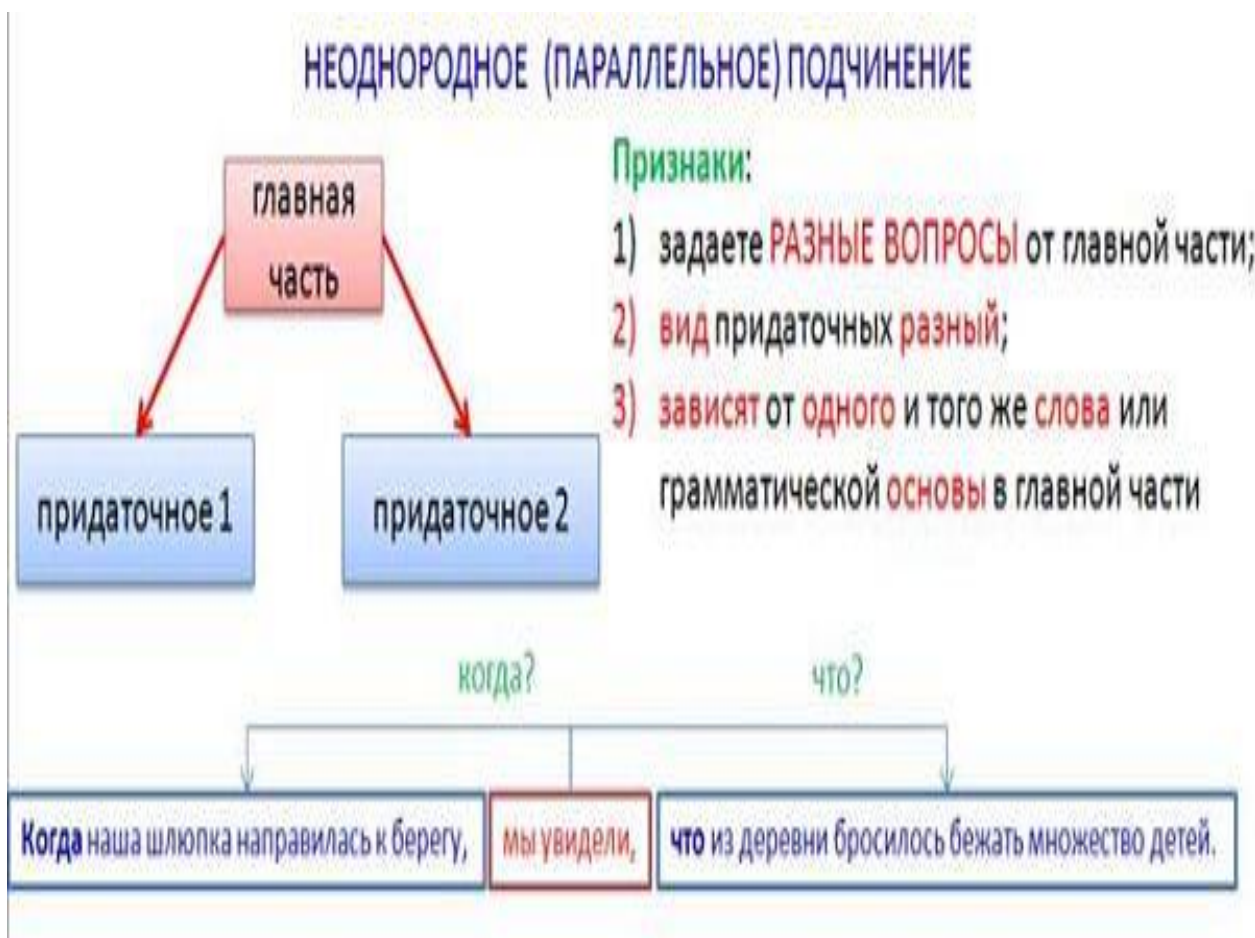 НЕОДНОРОДНОЕ (ПАРАЛЛЕЛЬНОЕ) ПОДЧИНЕНИЕ
главная
часть
придаточное 1
придаточное 2
Признаки:
1) задаете РАЗНЫЕ ВОПРОСЫ от главной части;
2) вид придаточных разный;
3) зависят от одного и того же слова или
грамматической основы в главной части
когда?
что?
Когда наша шлюпка направилась к берегу,
мы увидели,
что из деревни бросилось бежать множество детей.